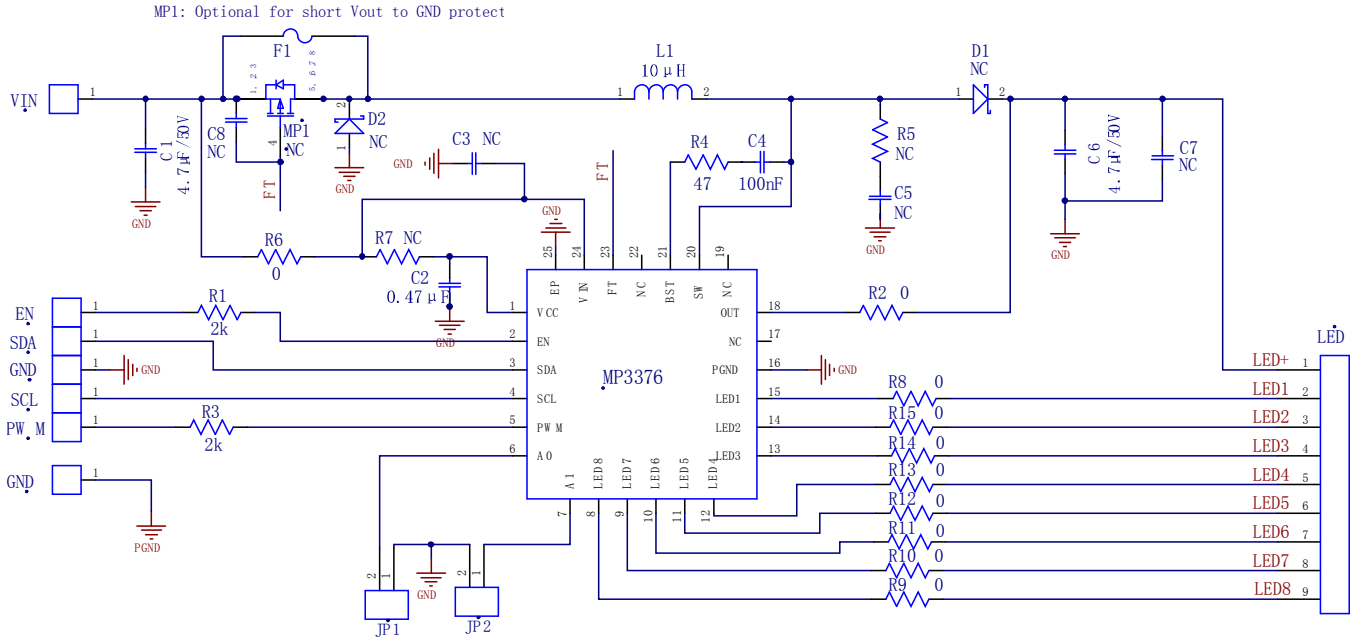 MP1: Optional for short Vout to GND protect
F1
1, 2 3
5, 6 7 8
VIN
1
C1
4.7μF/50V
GND
C8
NC
MP1
NC
4
FT
2
1
D2
NC
GND
C3 NC
GND
L1
10μH
1
2
D1
NC
1
2
R4
47
C4
100nF
R5
NC
C5
NC
GND
C6
4.7μF/50V
C7
NC
GND
R6
0
R7 NC
C2
0.47μF
GND
GND
FT
25
24
23
22
21
20
19
EP
VIN
FT
NC
BST
SW
NC
EN
1
R1
2k
SDA
1
GND
1
GND
SCL
1
PWM
1
R3
2k
GND
1
PGND
1
VCC
2
EN
3
SDA
4
SCL
5
PWM
6
A0
MP3376
OUT
18
NC
17
PGND
16
GND
LED1
15
LED2
14
LED3
13
R2 0
A1
LED8
LED7
LED6
LED5
LED4
7
8
9
10
11
12
R8 0
R15 0
R14 0
R13 0
R12 0
R11 0
R10 0
R9 0
LED
LED+ 1
LED1 2
LED2 3
LED3 4
LED4 5
LED5 6
LED6 7
LED7 8
LED8 9
2
1
JP1
GND
2
1
JP2